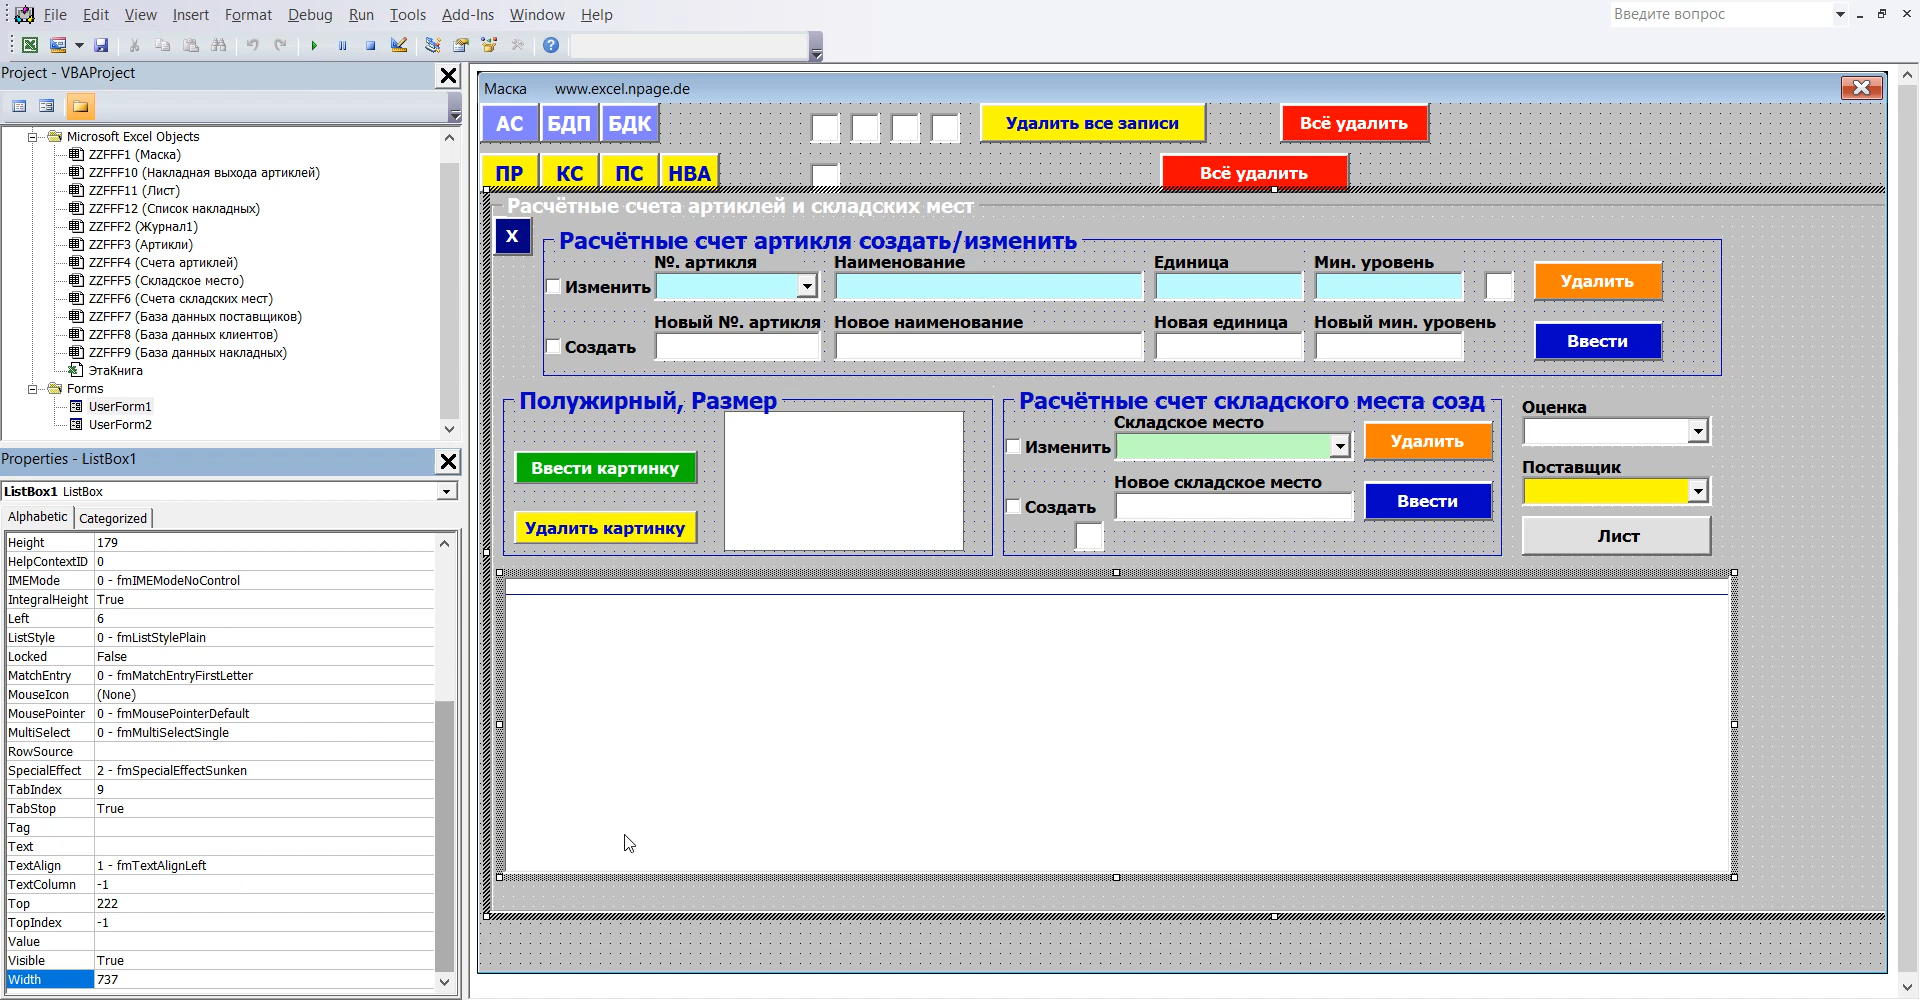 File Edit View Insert Format Debug Run Tools Add-Ins Window Help Введите вопрос
Project - VBAProject
Microsoft Excel Objects
ZZFFF1 (Маска)
ZZFFF10 (Накладная выхода артиклей)
ZZFFF11 (Лист)
ZZFFF12 (Список накладных)
ZZFFF2 (Журнал1)
ZZFFF3 (Артикли)
ZZFFF4 (Счета артиклей)
ZZFFF5 (Складское место)
ZZFFF6 (Счета складских мест)
ZZFFF7 (База данных поставщиков)
ZZFFF8 (База данных клиентов)
ZZFFF9 (База данных накладных)
ЭтаКнига
Forms
UserForm1
UserForm2
Properties - ListBox1
ListBox1 ListBox
Alphabetic Categorized
Height 179
HelpContextID 0
IMEMode 0 - fmIMEModeNoControl
IntegralHeight True
Left 6
ListStyle 0 - fmListStylePlain
Locked False
MatchEntry 0 - fmMatchEntryFirstLetter
MouseIcon (None)
MousePointer 0 - fmMousePointerDefault
MultiSelect 0 - fmMultiSelectSingle
RowSource
SpecialEffect 2 - fmSpecialEffectSunken
TabIndex 9
TabStop True
Tag
Text
TextAlign 1 - fmTextAlignLeft
TextColumn -1
Top 222
TopIndex -1
Value
Visible True
Width 737
Маска www.excel.npage.de
АС БДП БДК Удалить все записи Всё удалить
ПР КС ПС НВА Всё удалить
Расчётные счета артиклей и складских мест
X
Расчётные счет артикля создать/изменить
№. артикля Наименование Единица Мин. уровень
Изменить Удалить
Новый №. артикля Новое наименование Новая единица Новый мин. уровень
Создать Ввести
Полужирный, Размер
Ввести картинку
Удалить картинку
Расчётные счет складского места созд
Складское место
Изменить Удалить
Новое складское место
Создать Ввести
Оценка
Поставщик
Лист